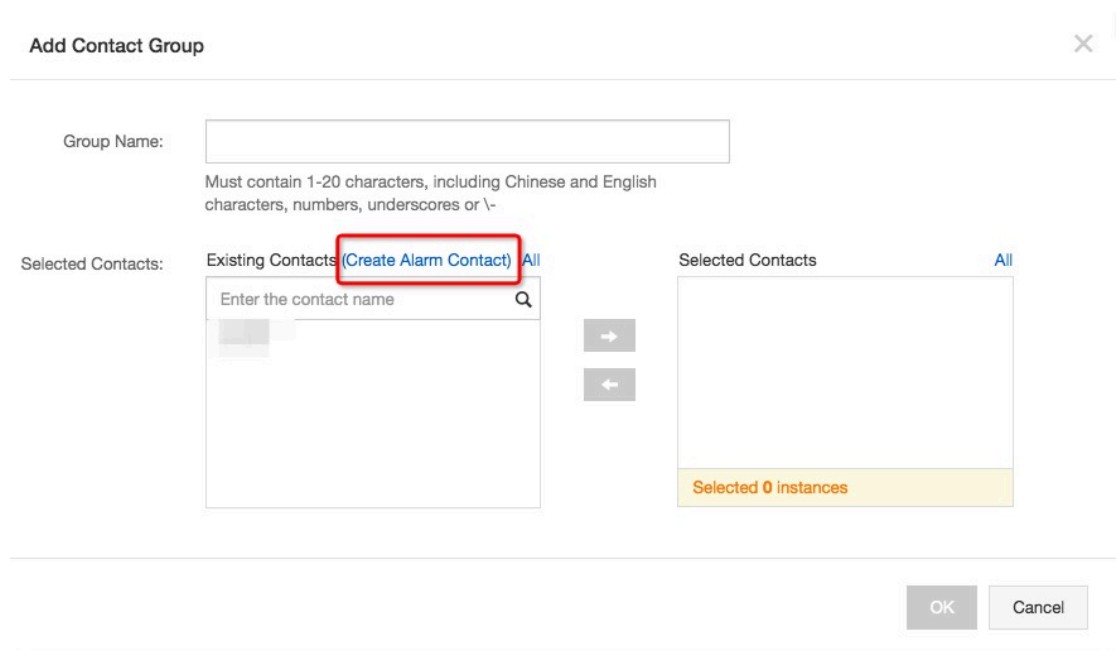 Add Contact Group
Group Name:
Must contain 1-20 characters, including Chinese and English
characters, numbers, underscores or \-
Selected Contacts:
Existing Contacts (Create Alarm Contact) All
Enter the contact name
Selected Contacts All
Selected 0 instances
OK Cancel